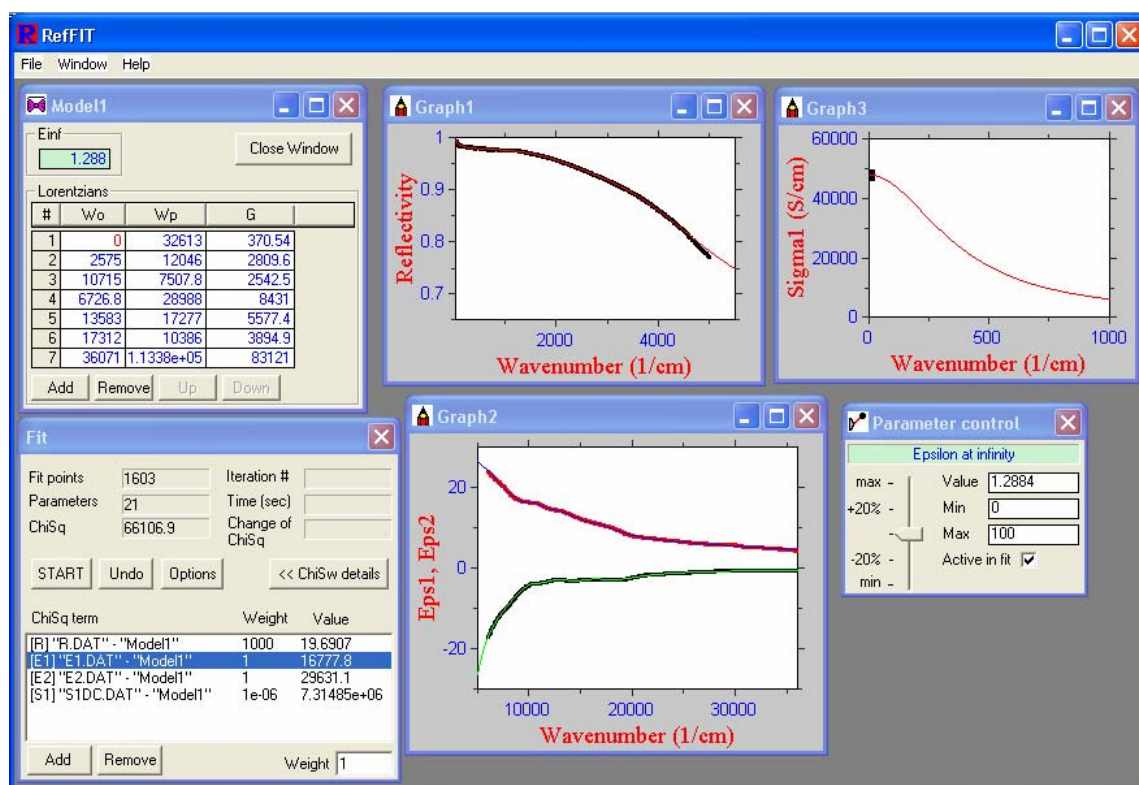 RefFIT
File Window Help
Model1
Einf
1.288
Close Window
Lorentzians
# Wo Wp G
1 0 32613 370.54
2 2575 12046 2809.6
3 10715 7507.8 2542.5
4 6726.8 28988 8431
5 13583 17277 5577.4
6 17312 10386 3894.9
7 36071 1.1338e+05 83121
Add Remove Up Down
Graph1
1
0.9
0.8
0.7
Reflectivity
2000 4000
Wavenumber (1/cm)
Graph3
60000
40000
20000
0
Sigma1 (S/cm)
0 500 1000
Wavenumber (1/cm)
Fit
Fit points 1603 Iteration #
Parameters 21 Time (sec)
ChiSq 66106.9 Change of ChiSq
START Undo Options << ChiSw details
ChiSq term Weight Value
[R] "R.DAT" - "Model1" 1000 19.6907
[E1] "E1.DAT" - "Model1" 1 16777.8
[E2] "E2.DAT" - "Model1" 1 29631.1
[S1] "S1DC.DAT" - "Model1" 1e-06 7.31485e+06
Add Remove Weight 1
Graph2
20
0
-20
Eps1, Eps2
10000 20000 30000
Wavenumber (1/cm)
Parameter control
Epsilon at infinity
max - Value 1.2884
+20% - Min 0
- Max 100
-20% - Active in fit
min -